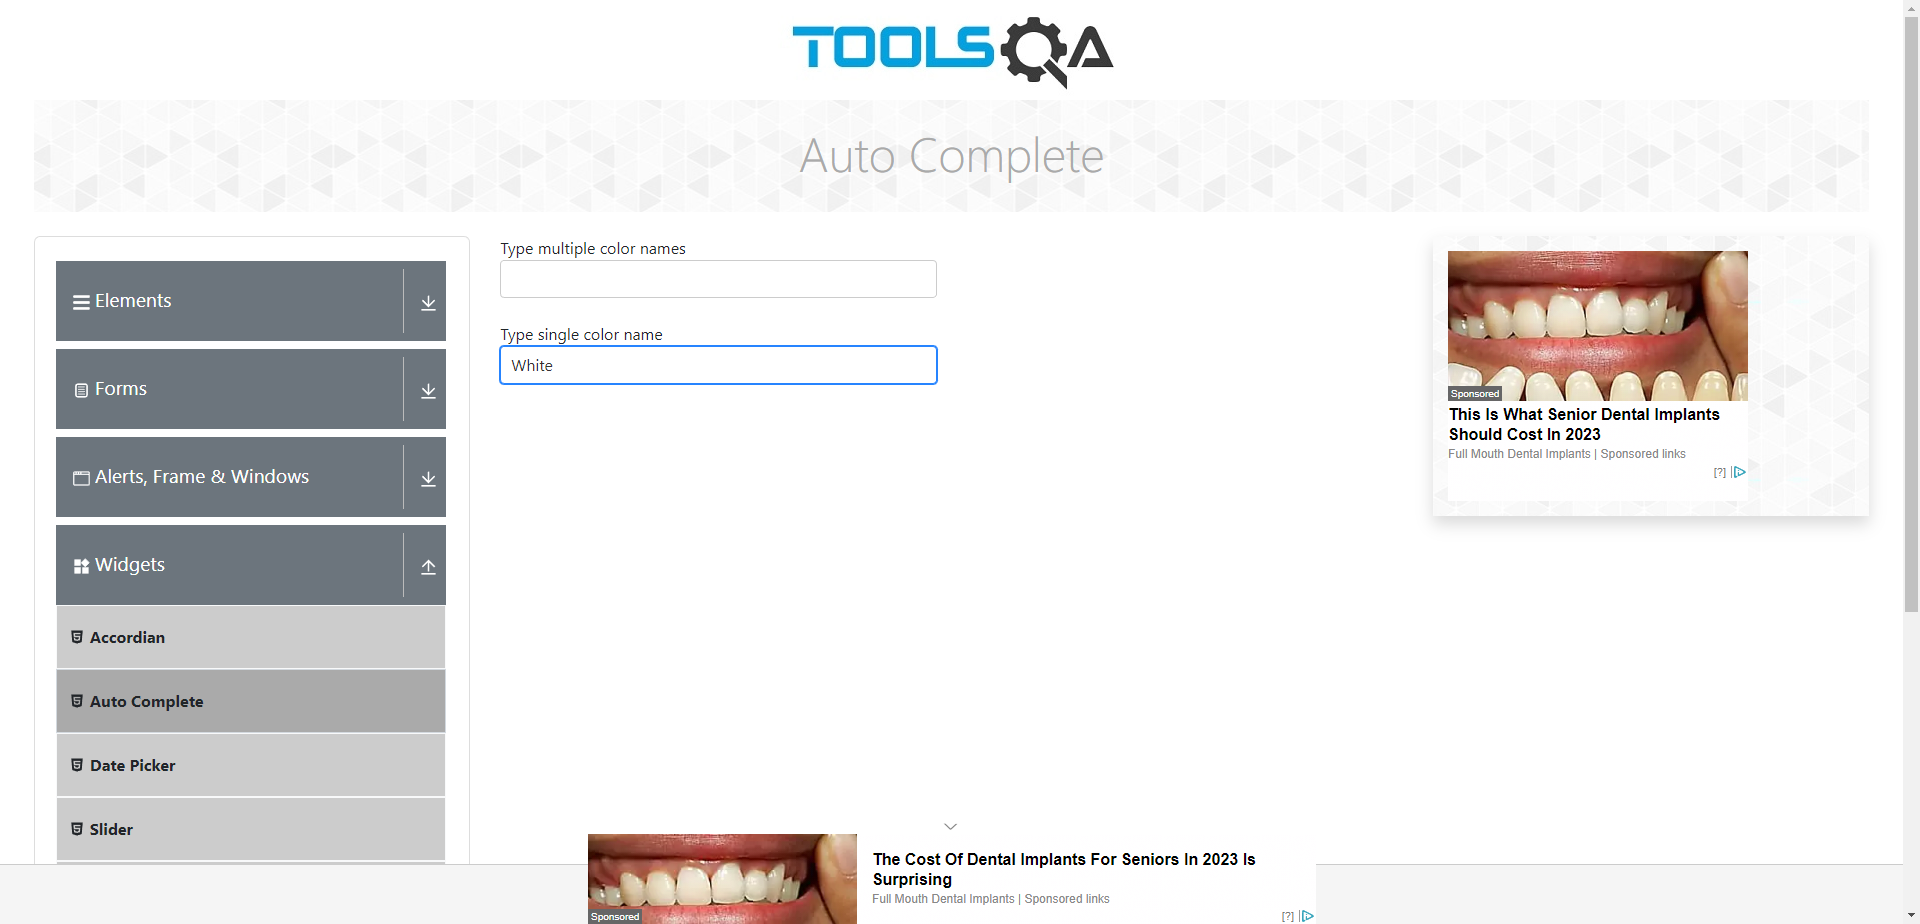 TOOLSQA
Auto Complete
Elements
Forms
Alerts, Frame & Windows
Widgets
Accordian
Auto Complete
Date Picker
Slider
Type multiple color names
Type single color name
White
Sponsored
This Is What Senior Dental Implants
Should Cost In 2023
Full Mouth Dental Implants | Sponsored links
[?]
Sponsored
The Cost Of Dental Implants For Seniors In 2023 Is
Surprising
Full Mouth Dental Implants | Sponsored links
[?]